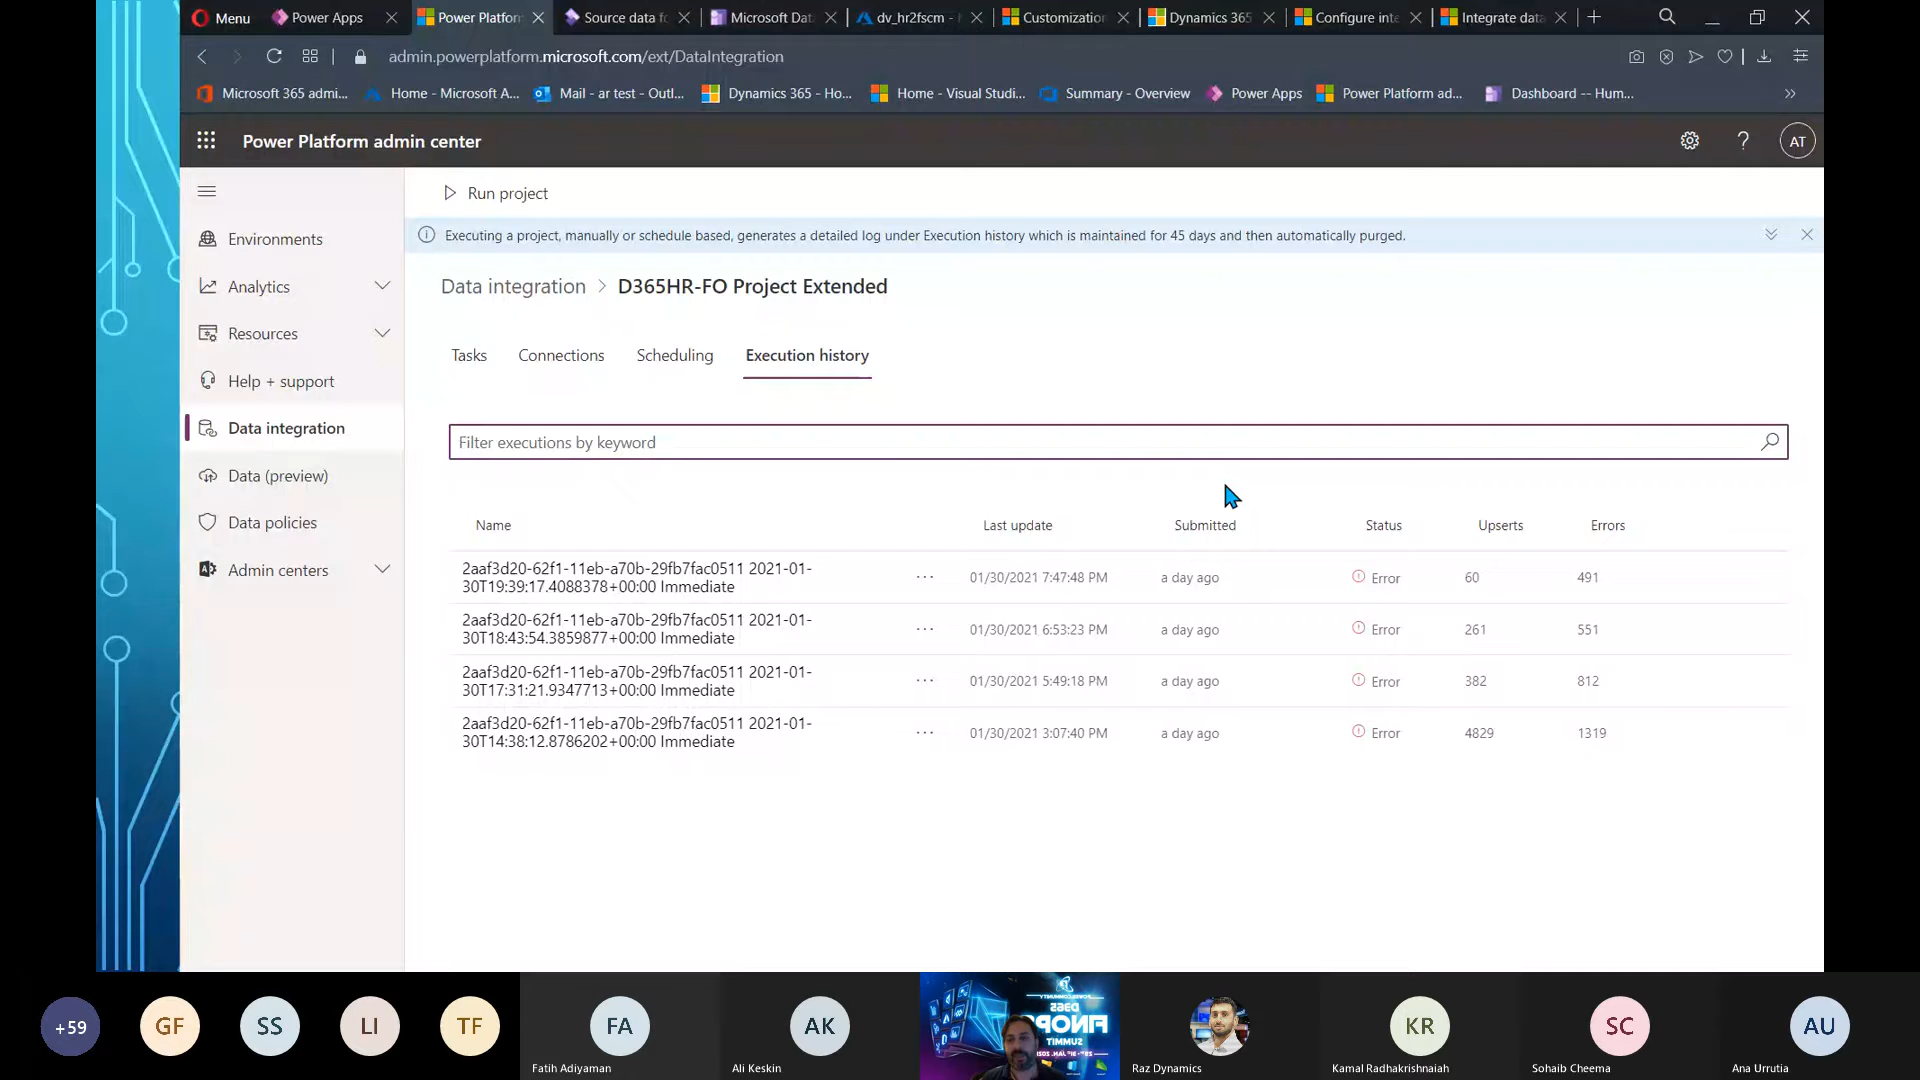 Menu
Power Apps
Power Platforn
Source data fo
Microsoft Dat
dv_hr2fscm -
Customization
Dynamics 365
Configure inte
Integrate data
admin.powerplatform.microsoft.com/ext/DataIntegration
Microsoft 365 admi...
Home - Microsoft A...
Mail - ar test - Outl...
Dynamics 365 - Ho...
Home - Visual Studi...
Summary - Overview
Power Apps
Power Platform ad...
Dashboard -- Hum...
Power Platform admin center
AT
Run project
Environments
Analytics
Resources
Help + support
Data integration
Data (preview)
Data policies
Admin centers
Executing a project, manually or schedule based, generates a detailed log under Execution history which is maintained for 45 days and then automatically purged.
Data integration > D365HR-FO Project Extended
Tasks Connections Scheduling Execution history
Filter executions by keyword
Name Last update Submitted Status Upserts Errors
2aaf3d20-62f1-11eb-a70b-29fb7fac0511 2021-01-
30T19:39:17.4088378+00:00 Immediate
... 01/30/2021 7:47:48 PM a day ago Error 60 491
2aaf3d20-62f1-11eb-a70b-29fb7fac0511 2021-01-
30T18:43:54.3859877+00:00 Immediate
... 01/30/2021 6:53:23 PM a day ago Error 261 551
2aaf3d20-62f1-11eb-a70b-29fb7fac0511 2021-01-
30T17:31:21.9347713+00:00 Immediate
... 01/30/2021 5:49:18 PM a day ago Error 382 812
2aaf3d20-62f1-11eb-a70b-29fb7fac0511 2021-01-
30T14:38:12.8786202+00:00 Immediate
... 01/30/2021 3:07:40 PM a day ago Error 4829 1319
+59
GF
SS
LI
TF
FA
Fatih Adiyaman
AK
Ali Keskin
D365
FINOPS
SUMMIT
Raz Dynamics
KR
Kamal Radhakrishnaiah
SC
Sohaib Cheema
AU
Ana Urrutia